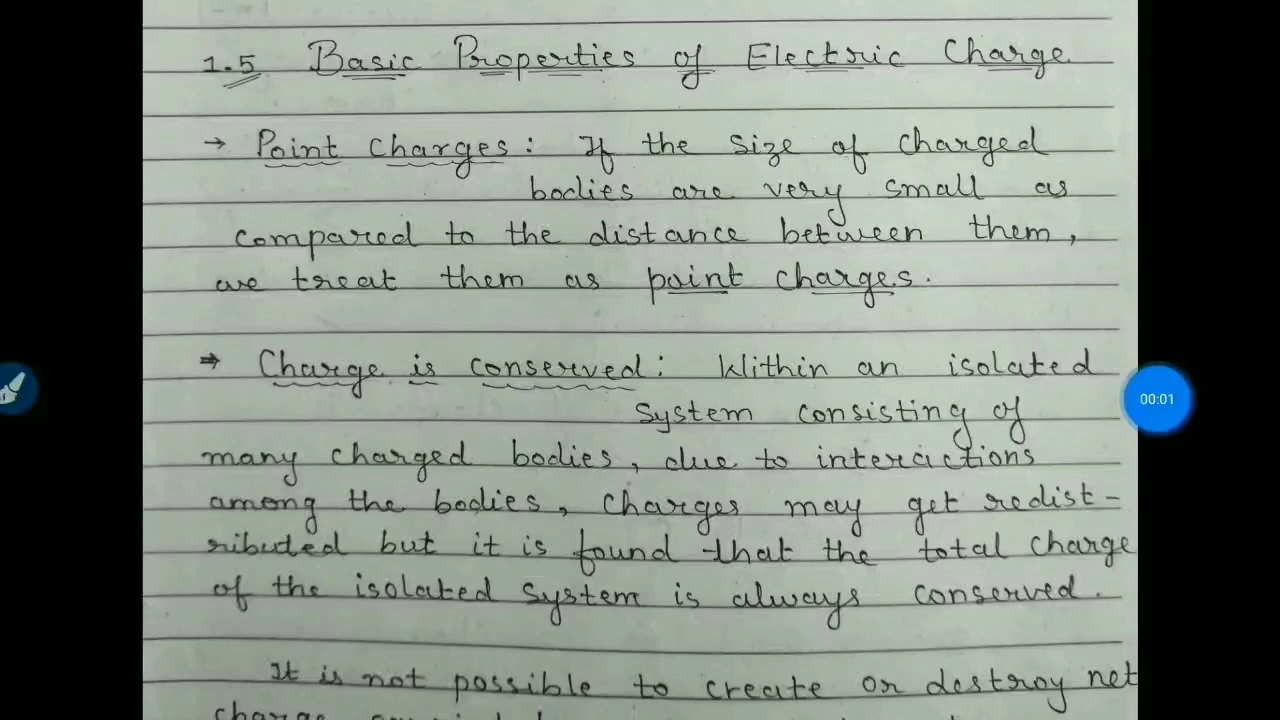 1.5 Basic Properties of Electric Charge
→ Point Charges : If the size of charged
bodies are very small as
compared to the distance between them,
we treat them as point charges.
⇒ Charge is conserved : Within an isolated
system consisting of
many charged bodies, due to interactions
among the bodies, charges may get redist-
ributed but it is found that the total charge
of the isolated system is always conserved.
It is not possible to create or destroy net
charge
00:01